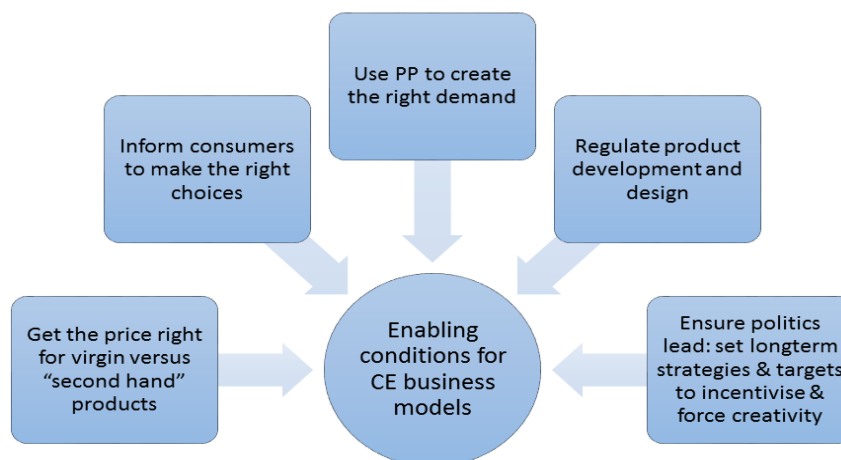 Use PP to create
the right demand
Inform consumers
to make the right
choices
Regulate product
development and
design
Get the price right
for virgin versus
“second hand”
products
Enabling
conditions for
CE business
models
Ensure politics
lead: set longterm
strategies & targets
to incentivise &
force creativity